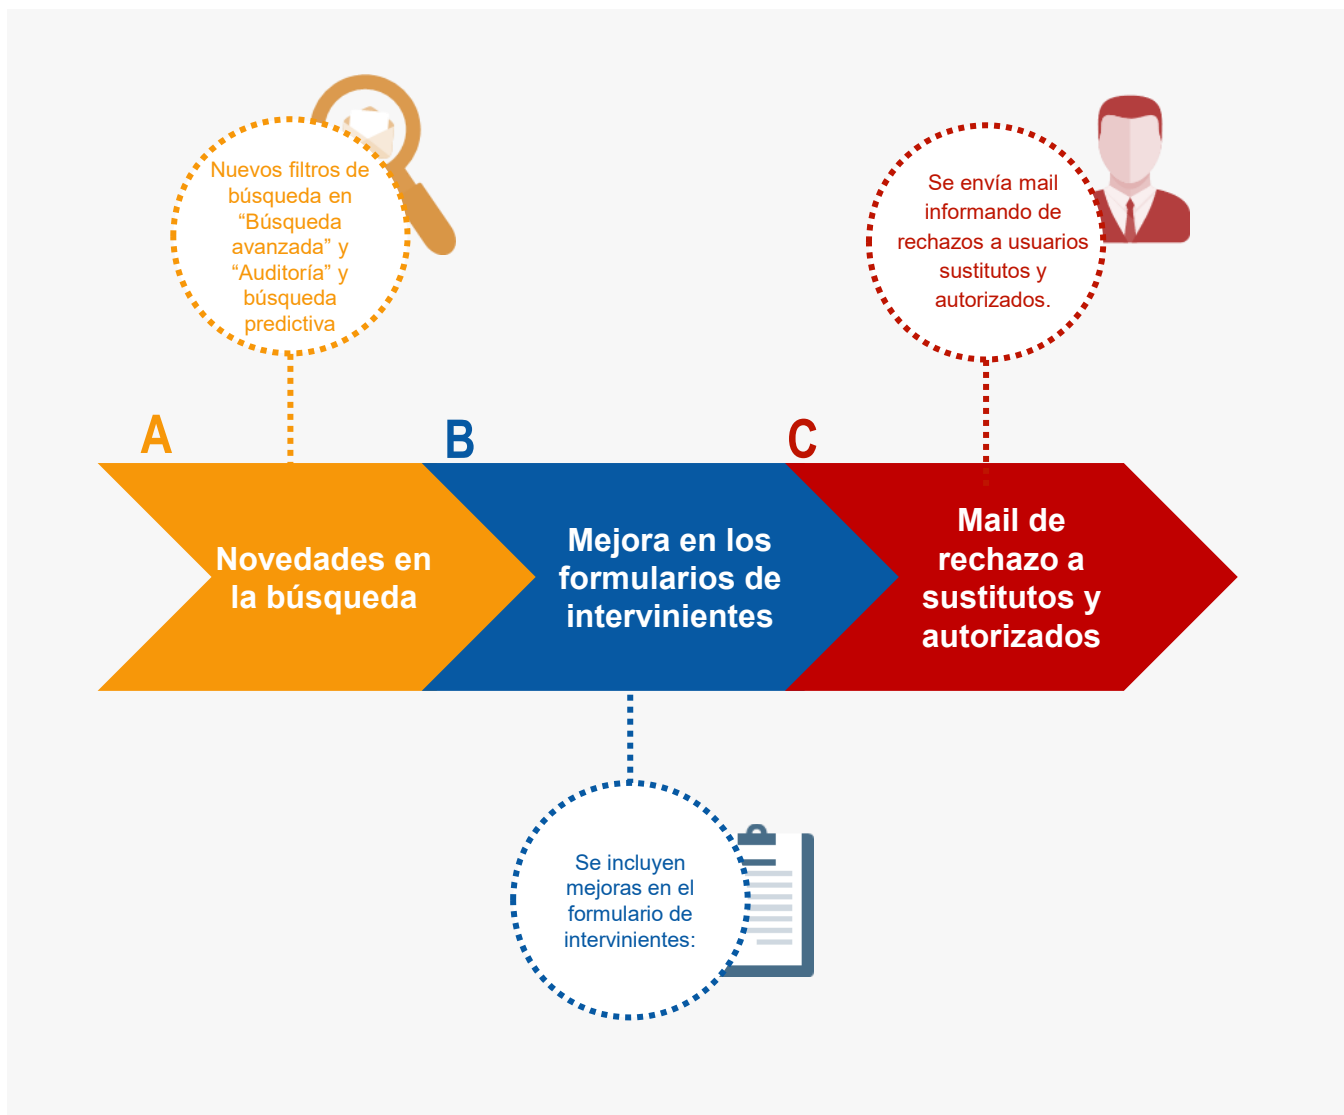 Nuevos filtros de
búsqueda en
“Búsqueda
avanzada” y
“Auditoría” y
búsqueda
predictiva
Se envía mail
informando de
rechazos a usuarios
sustitutos y
autorizados.
A
B
C
Novedades en
la búsqueda
Mejora en los
formularios de
intervinientes
Mail de
rechazo a
sustitutos y
autorizados
Se incluyen
mejoras en el
formulario de
intervinientes: